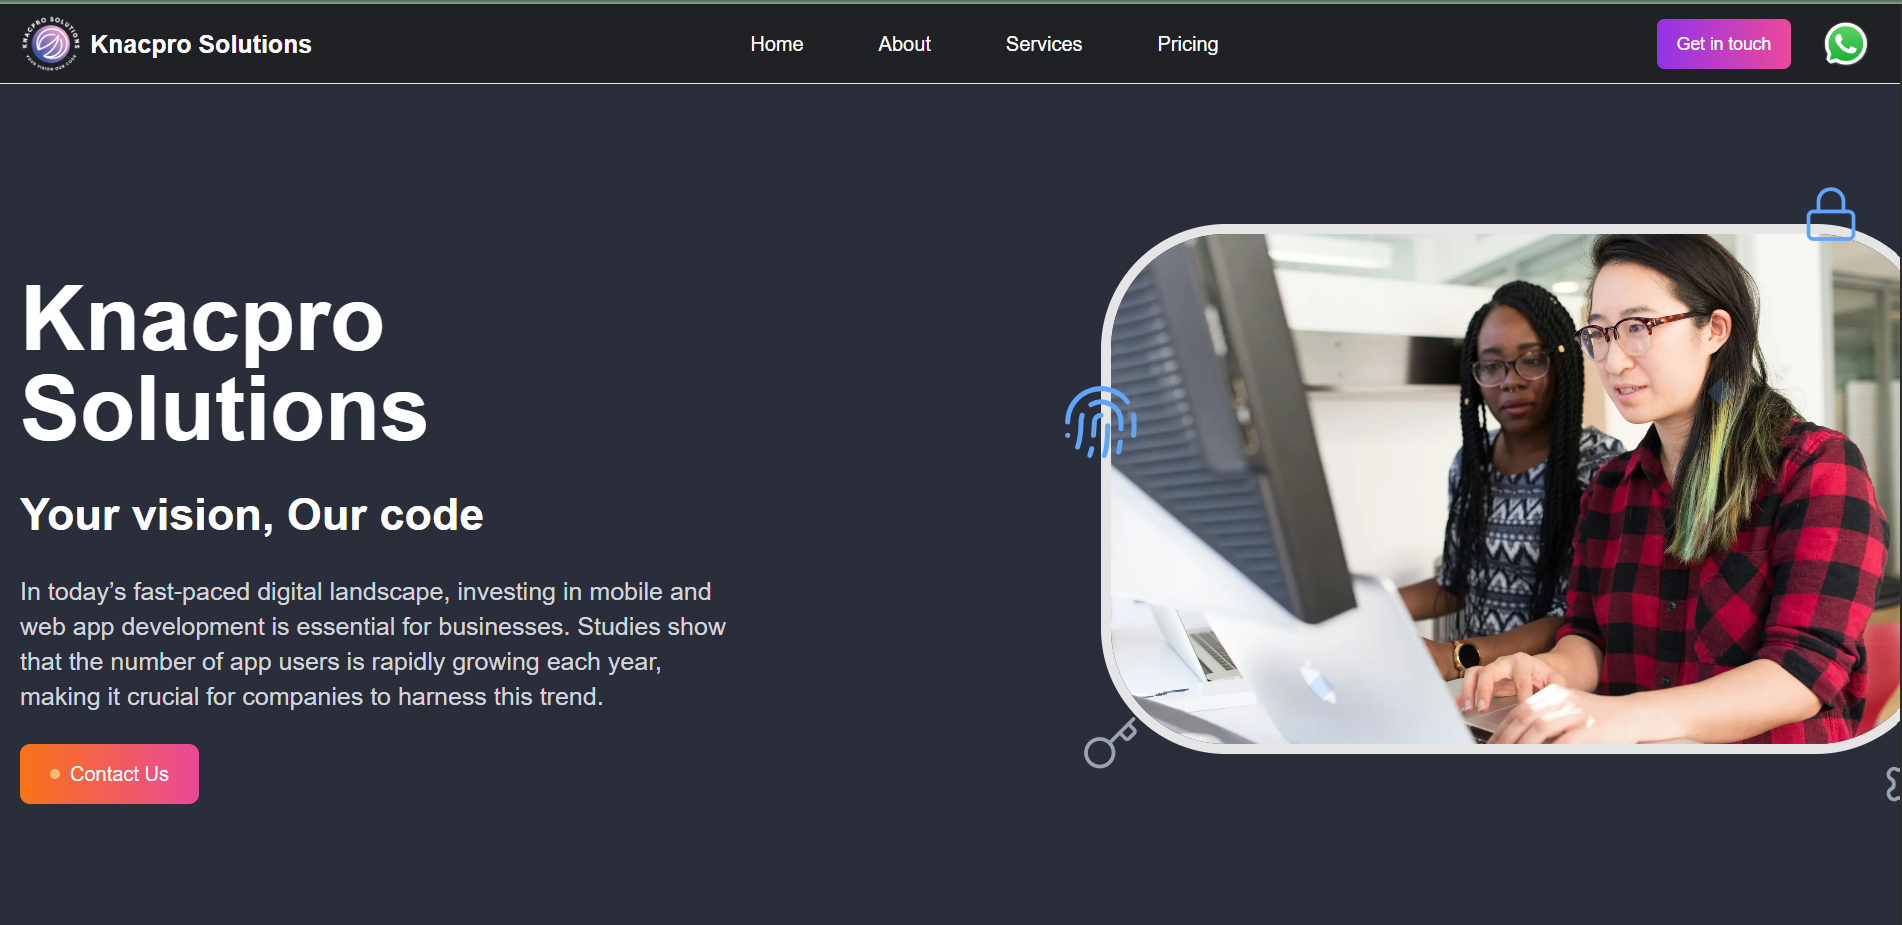 KNACPRO SOLUTIONS
YOUR VISION OUR CODE
Knacpro Solutions
Home
About
Services
Pricing
Get in touch
Knacpro
Solutions
Your vision, Our code
In today’s fast-paced digital landscape, investing in mobile and
web app development is essential for businesses. Studies show
that the number of app users is rapidly growing each year,
making it crucial for companies to harness this trend.
Contact Us